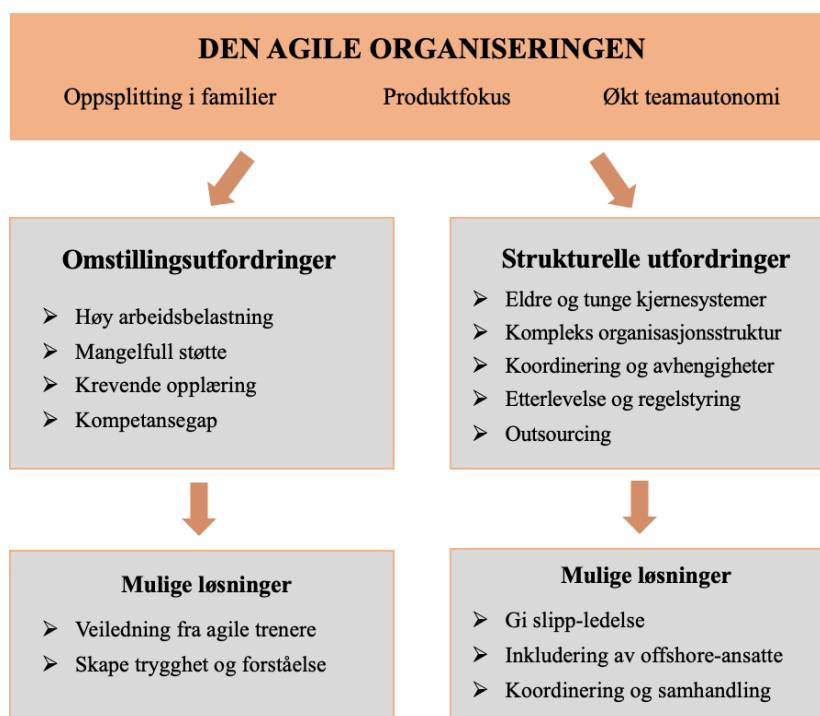 DEN AGILE ORGANISERINGEN
Oppsplitting i familier Produktfokus Økt teamautonomi
Omstillingsutfordringer
➢ Høy arbeidsbelastning
➢ Mangelfull støtte
➢ Krevende opplæring
➢ Kompetansegap
Strukturelle utfordringer
➢ Eldre og tunge kjernesystemer
➢ Kompleks organisasjonsstruktur
➢ Koordinering og avhengigheter
➢ Etterlevelse og regelstyring
➢ Outsourcing
Mulige løsninger
➢ Veiledning fra agile trenere
➢ Skape trygghet og forståelse
Mulige løsninger
➢ Gi slipp-ledelse
➢ Inkludering av offshore-ansatte
➢ Koordinering og samhandling